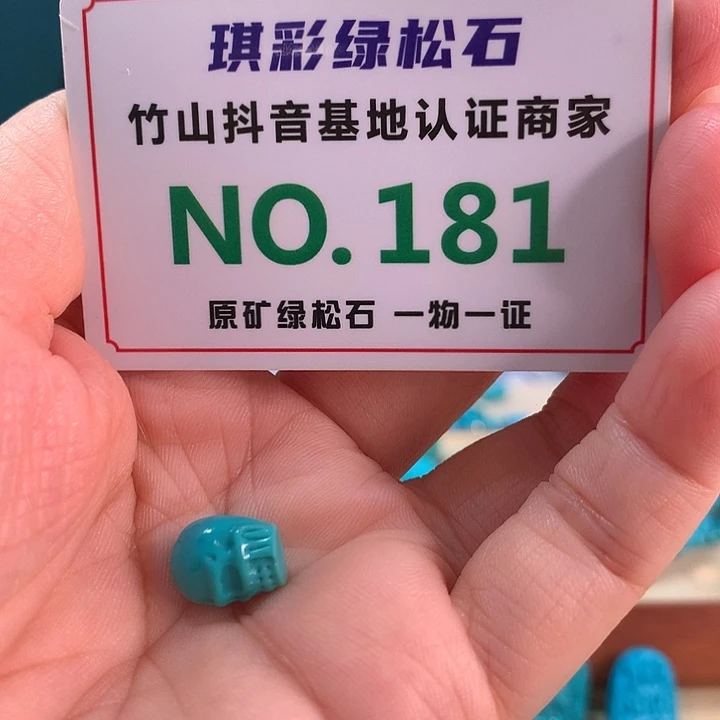 琪彩绿松石
竹山抖音基地认证商家
NO.181
原矿绿松石 一物一证